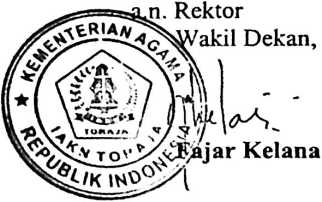 a.n. Rektor
Wakil Dekan,
KEMENTERIAN AGAMA
TORAJA
IAKN TORAJA
REPUBLIK INDONESIA
Fajar Kelana